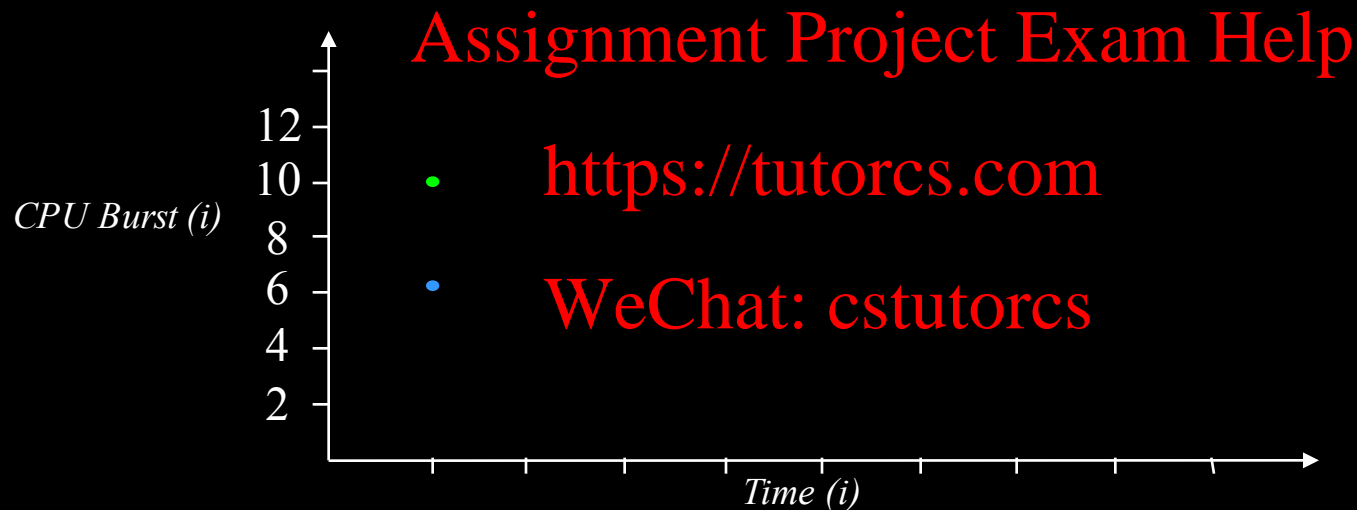 Assignment Project Exam Help
12
https://tutorcs.com
10
CPU Burst (i)
8
6
WeChat: cstutorcs
4
2
Time (i)